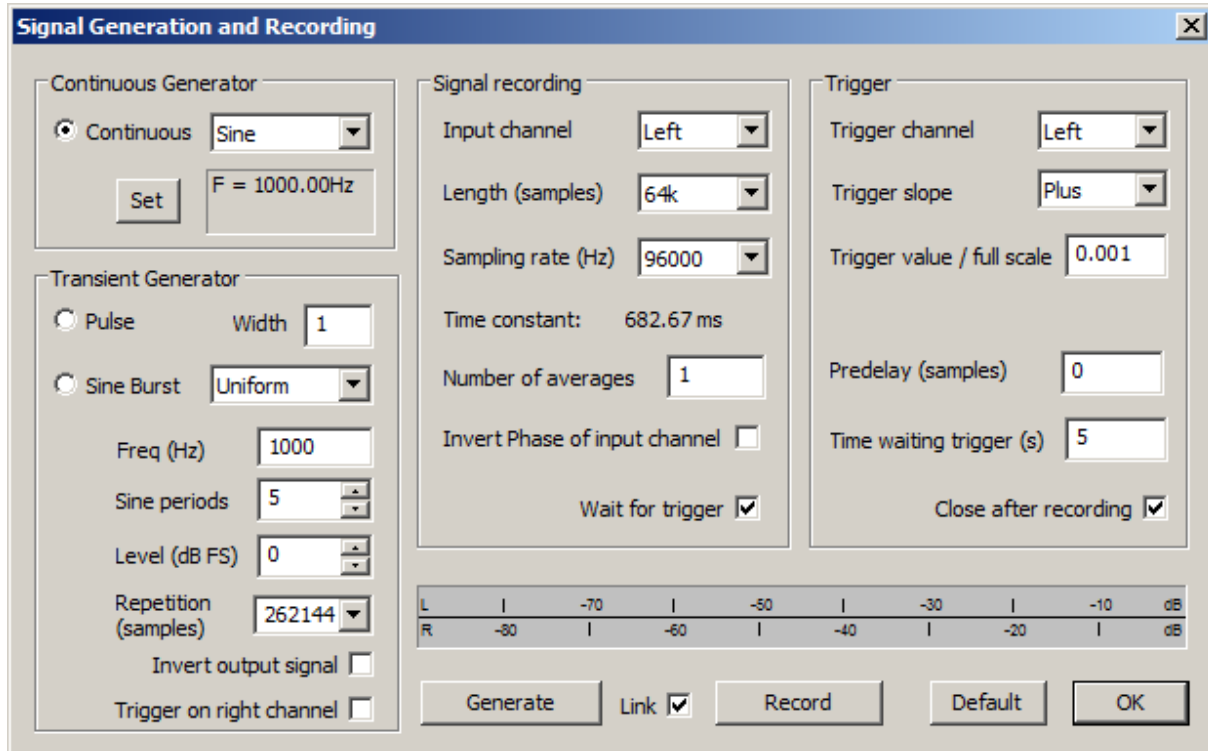 Signal Generation and Recording
Continuous Generator
Continuous Sine
Set F = 1000.00Hz
Transient Generator
Pulse Width 1
Sine Burst Uniform
Freq (Hz) 1000
Sine periods 5
Level (dB FS) 0
Repetition
(samples) 262144
Invert output signal
Trigger on right channel
Signal recording
Input channel Left
Length (samples) 64k
Sampling rate (Hz) 96000
Time constant: 682.67 ms
Number of averages 1
Invert Phase of input channel
Wait for trigger
Trigger
Trigger channel Left
Trigger slope Plus
Trigger value / full scale 0.001
Predelay (samples) 0
Time waiting trigger (s) 5
Close after recording
L -70 -50 -30 -10 dB
R -80 -60 -40 -20 dB
Generate Link Record Default OK